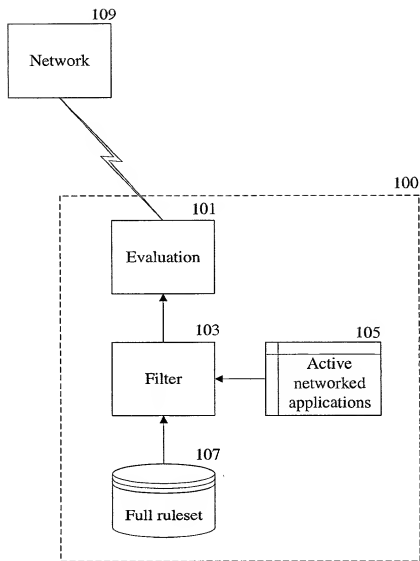 109
Network
100
101
Evaluation
103
105
Filter
Active
networked
applications
107
Full ruleset